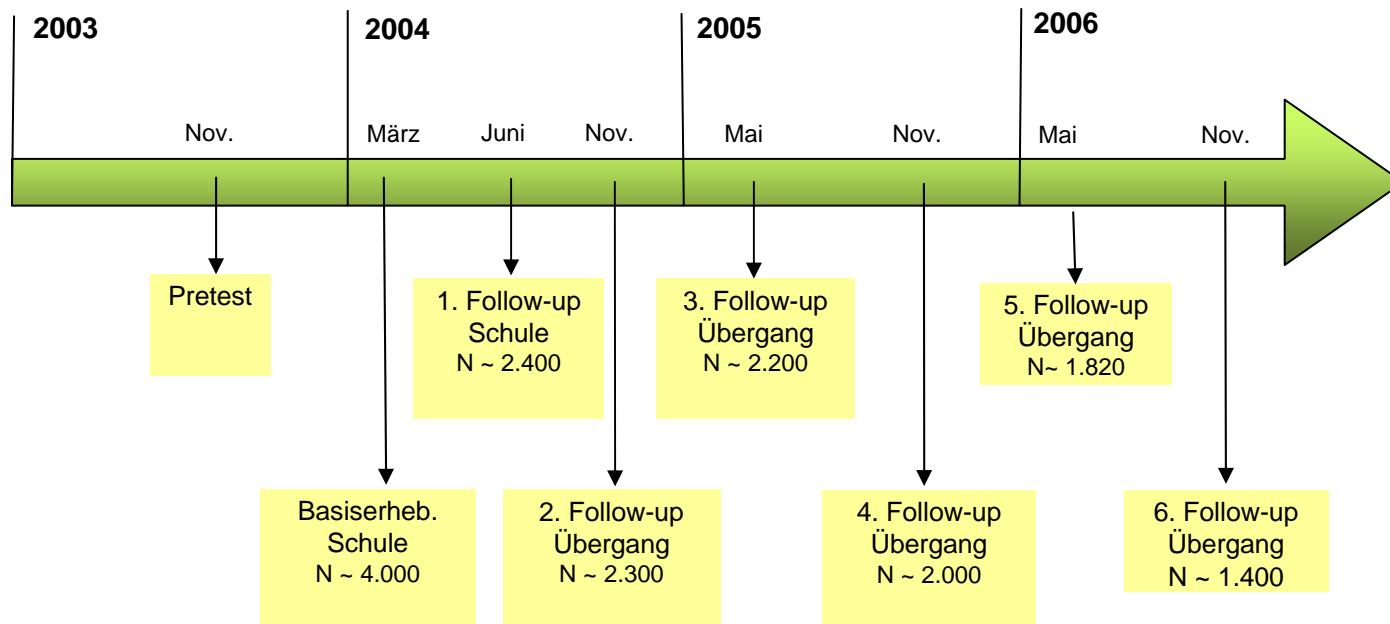 2003
2004
2005
2006
Nov.
März
Juni
Nov.
Mai
Nov.
Mai
Nov.
Pretest
1. Follow-up
Schule
N ~ 2.400
3. Follow-up
Übergang
N ~ 2.200
5. Follow-up
Übergang
N~ 1.820
Basiserheb.
Schule
N ~ 4.000
2. Follow-up
Übergang
N ~ 2.300
4. Follow-up
Übergang
N ~ 2.000
6. Follow-up
Übergang
N ~ 1.400